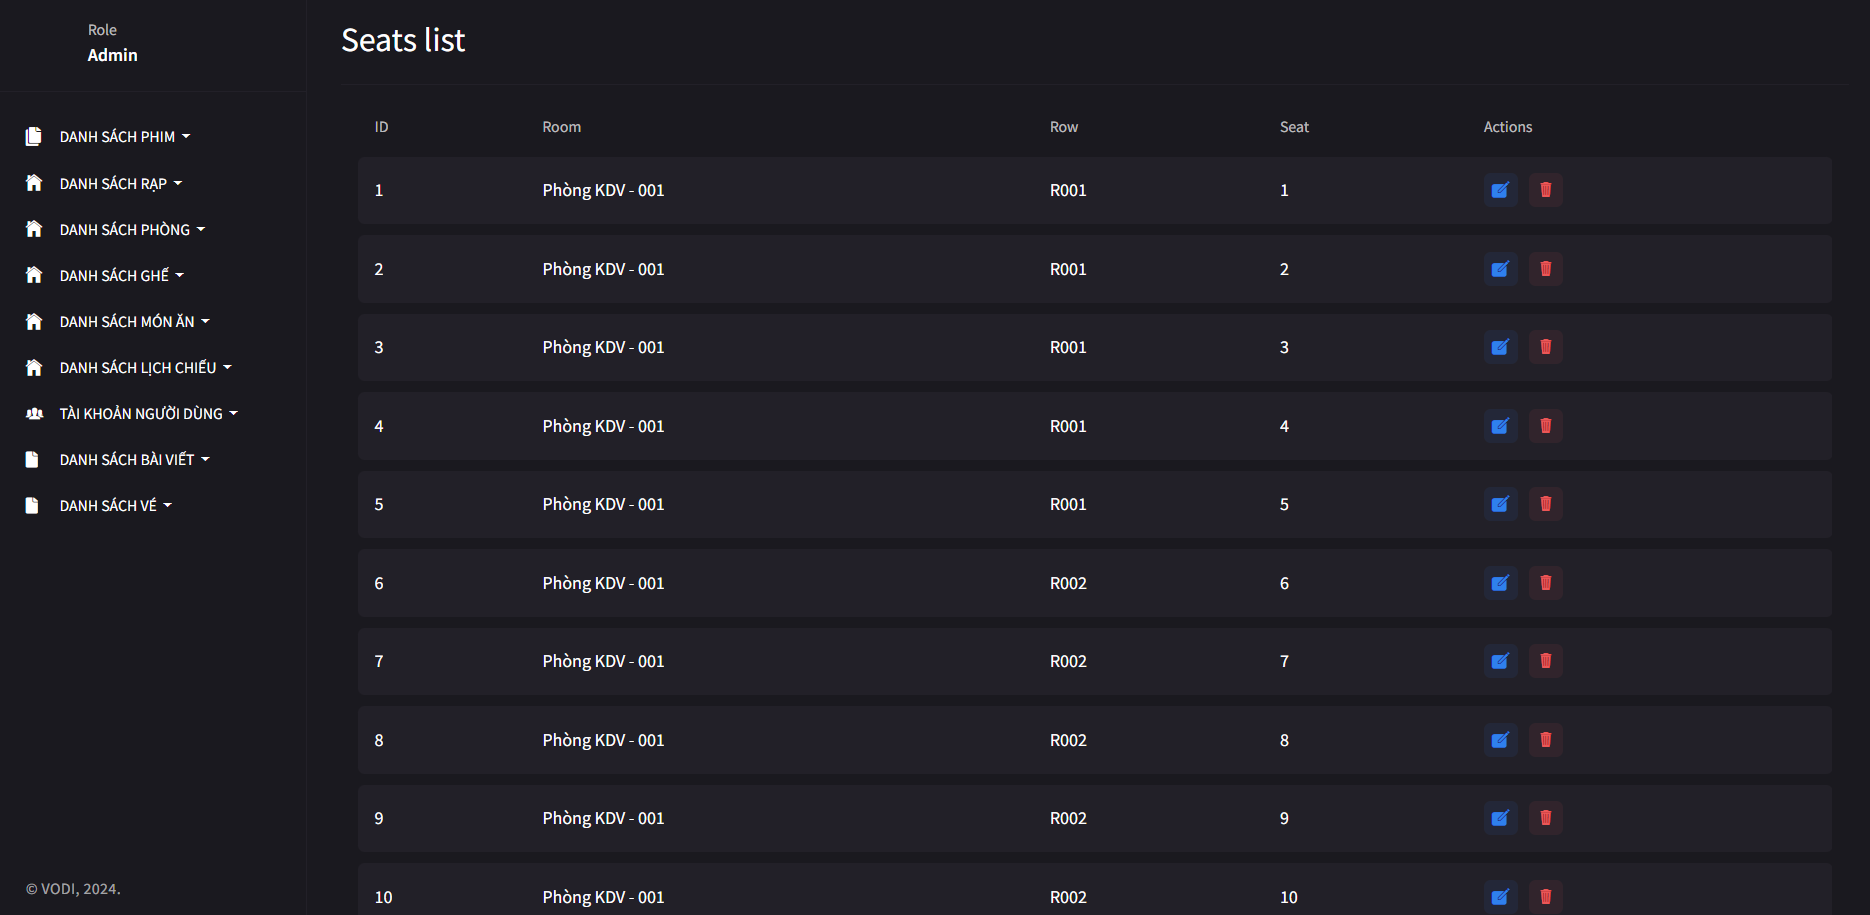 Role
Admin
DANH SÁCH PHIM
DANH SÁCH RẠP
DANH SÁCH PHÒNG
DANH SÁCH GHẾ
DANH SÁCH MÓN ĂN
DANH SÁCH LỊCH CHIẾU
TÀI KHOẢN NGƯỜI DÙNG
DANH SÁCH BÀI VIẾT
DANH SÁCH VÉ
© VODI, 2024.
Seats list
ID Room Row Seat Actions
1 Phòng KDV - 001 R001 1
2 Phòng KDV - 001 R001 2
3 Phòng KDV - 001 R001 3
4 Phòng KDV - 001 R001 4
5 Phòng KDV - 001 R001 5
6 Phòng KDV - 001 R002 6
7 Phòng KDV - 001 R002 7
8 Phòng KDV - 001 R002 8
9 Phòng KDV - 001 R002 9
10 Phòng KDV - 001 R002 10